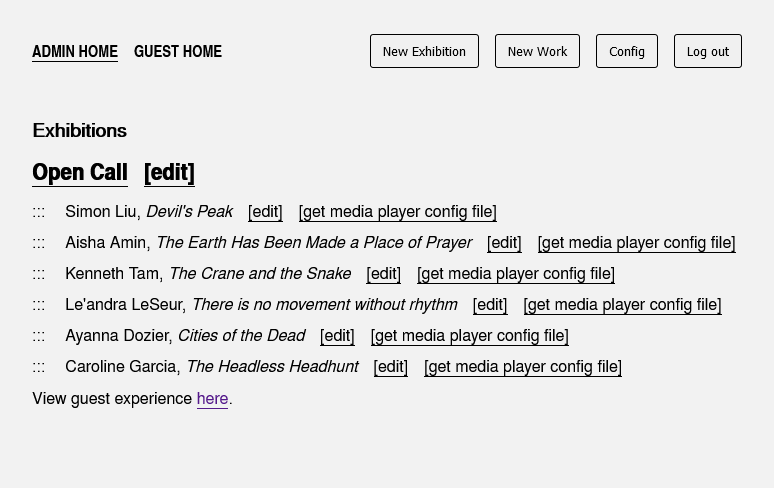 ADMIN HOME GUEST HOME New Exhibition New Work Config Log out
Exhibitions
Open Call [edit]
::: Simon Liu, Devil's Peak [edit] [get media player config file]
::: Aisha Amin, The Earth Has Been Made a Place of Prayer [edit] [get media player config file]
::: Kenneth Tam, The Crane and the Snake [edit] [get media player config file]
::: Le'andra LeSeur, There is no movement without rhythm [edit] [get media player config file]
::: Ayanna Dozier, Cities of the Dead [edit] [get media player config file]
::: Caroline Garcia, The Headless Headhunt [edit] [get media player config file]
View guest experience here.